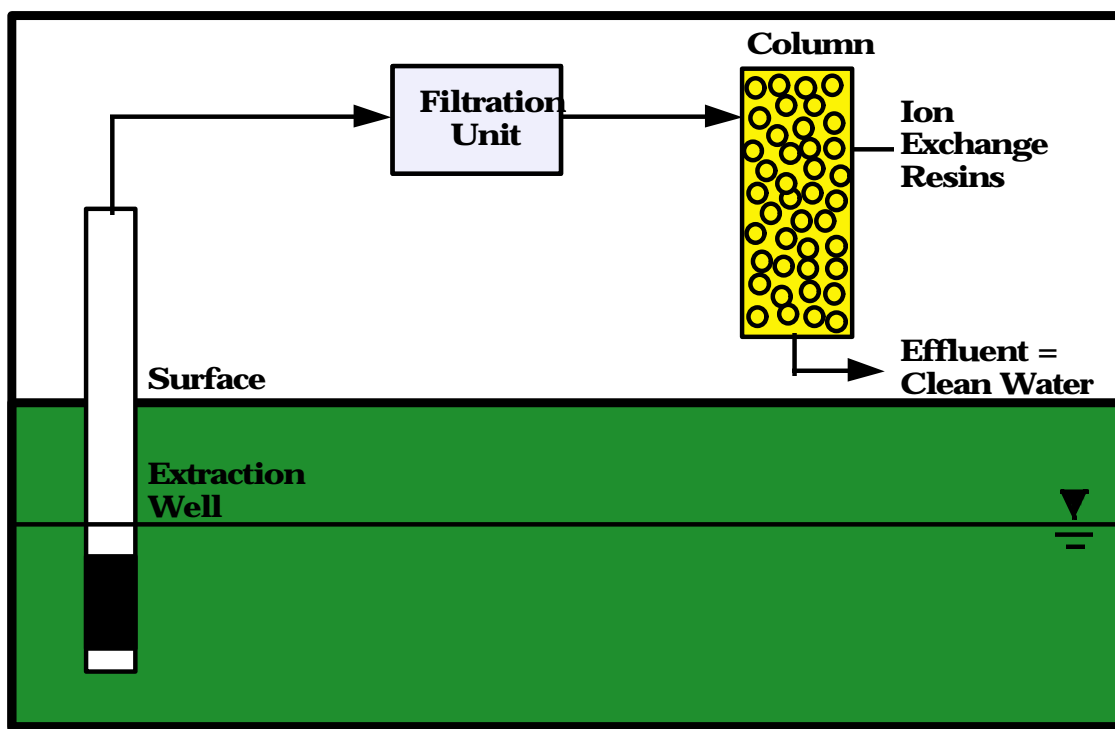 Column
Filtration
Unit
Ion
Exchange
Resins
Effluent =
Clean Water
Surface
Extraction
Well